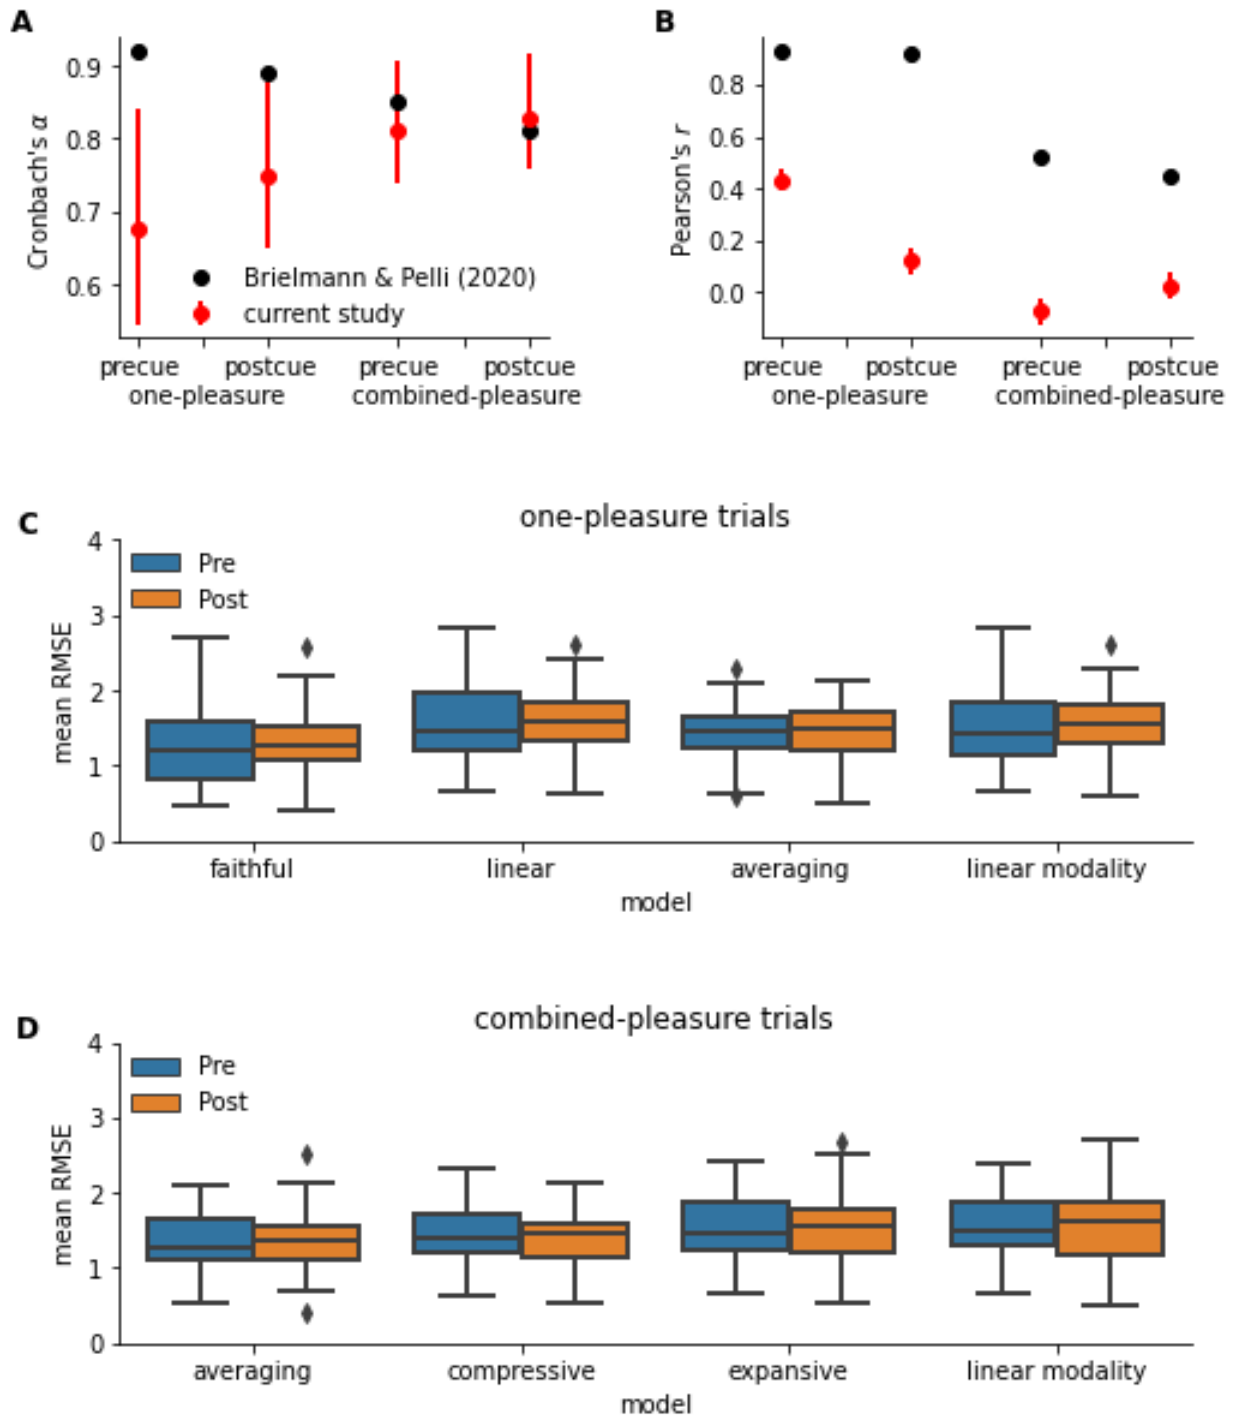 A
B
Cronbach's α
0.9
0.8
0.7
0.6
Brielmann & Pelli (2020)
current study
precue postcue precue postcue
one-pleasure combined-pleasure
Pearson's r
0.8
0.6
0.4
0.2
0.0
precue postcue precue postcue
one-pleasure combined-pleasure
C
one-pleasure trials
mean RMSE
4
3
2
1
0
Pre
Post
faithful linear averaging linear modality
model
D
combined-pleasure trials
mean RMSE
4
3
2
1
0
Pre
Post
averaging compressive expansive linear modality
model